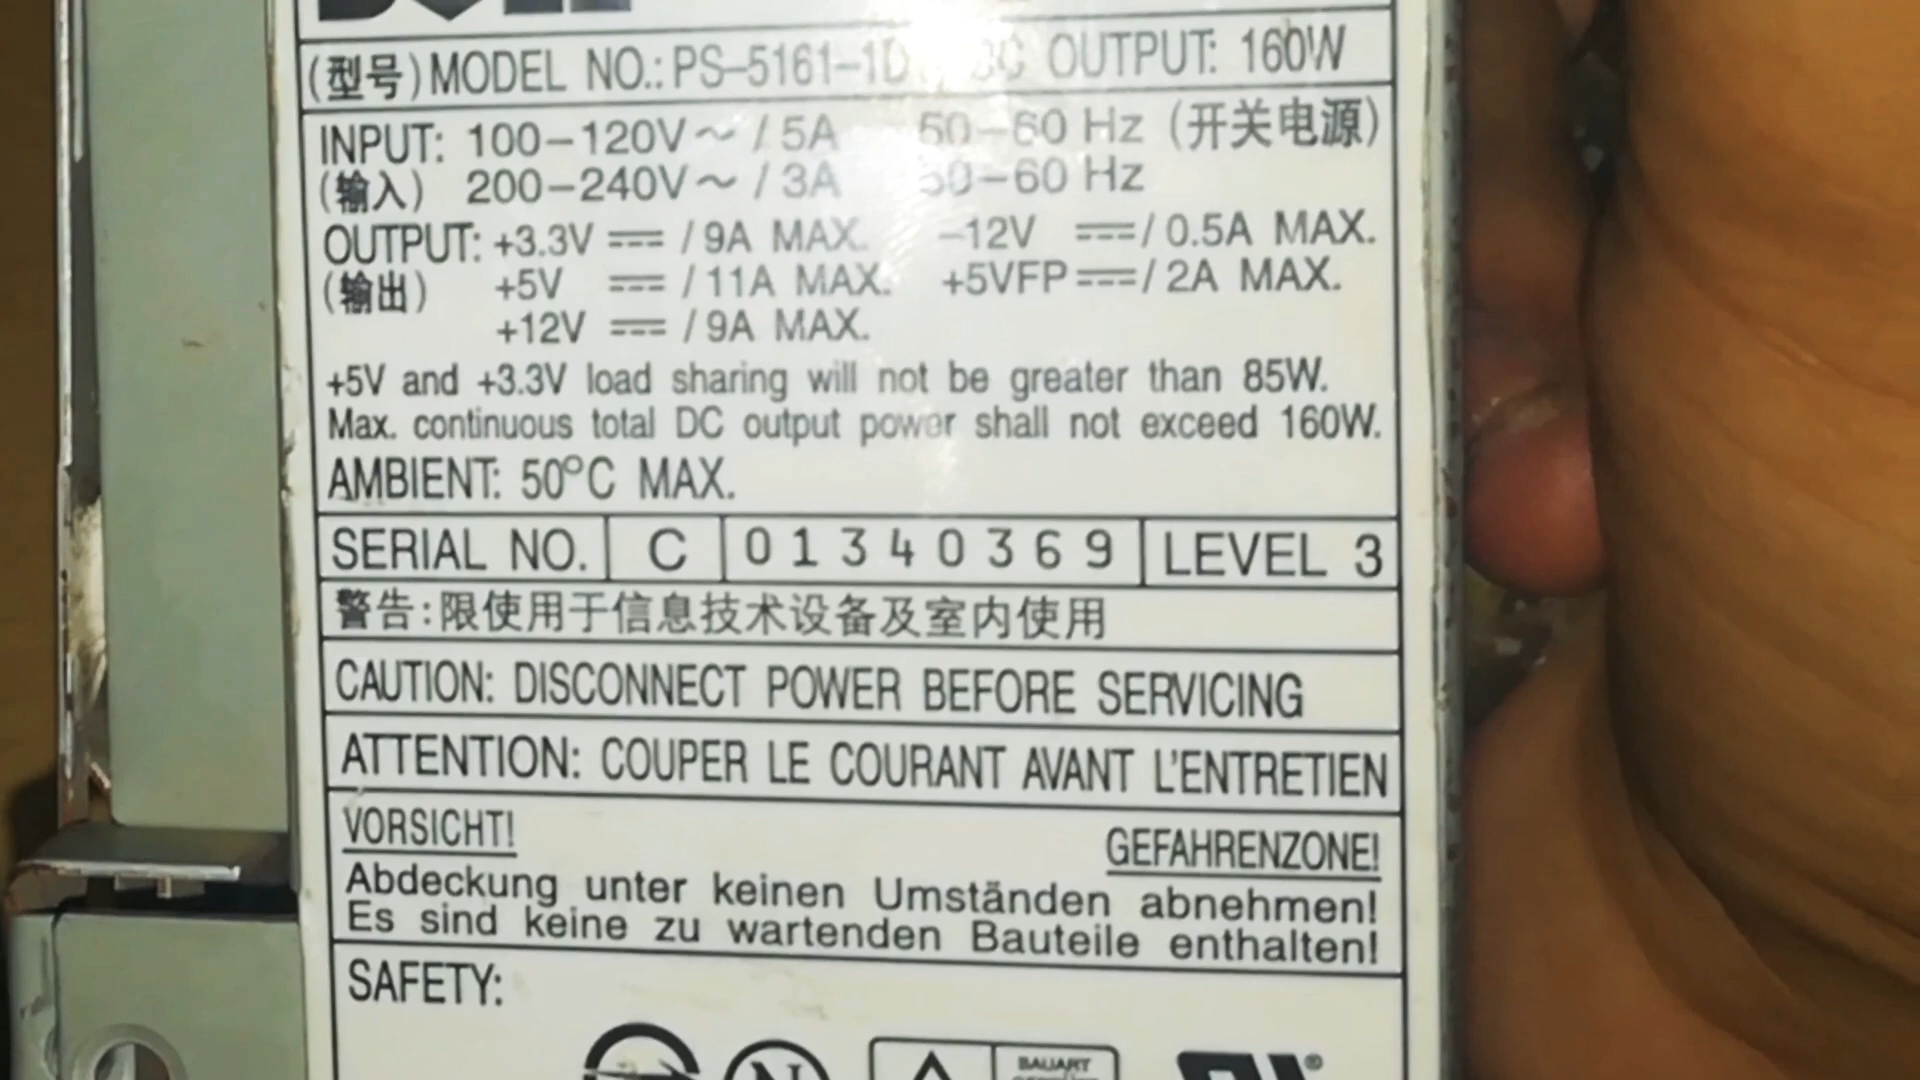 (型号) MODEL NO.: PS-5161-1D OUTPUT: 160W
INPUT: 100-120V~ / 5A 50-60 Hz (开关电源)
(输入) 200-240V~ / 3A 50-60 Hz
OUTPUT: +3.3V ⎓ / 9A MAX. -12V ⎓ / 0.5A MAX.
(输出) +5V ⎓ / 11A MAX. +5VFP ⎓ / 2A MAX.
+12V ⎓ / 9A MAX.
+5V and +3.3V load sharing will not be greater than 85W.
Max. continuous total DC output power shall not exceed 160W.
AMBIENT: 50°C MAX.
SERIAL NO. C 01340369 LEVEL 3
警告:限使用于信息技术设备及室内使用
CAUTION: DISCONNECT POWER BEFORE SERVICING
ATTENTION: COUPER LE COURANT AVANT L'ENTRETIEN
VORSICHT! GEFAHRENZONE!
Abdeckung unter keinen Umständen abnehmen!
Es sind keine zu wartenden Bauteile enthalten!
SAFETY:
N BAUART